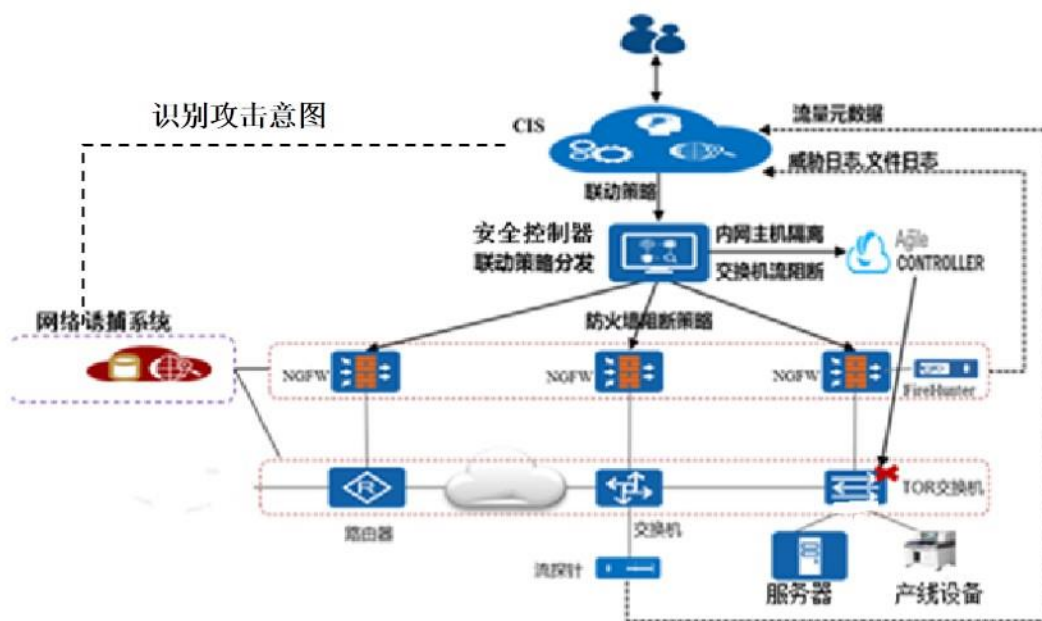 识别攻击意图
CIS
流量元数据
威胁日志,文件日志
联动策略
安全控制器
联动策略分发
内网主机隔离
交换机流阻断
Agile
CONTROLLER
网络诱捕系统
防火墙阻断策略
NGFW
NGFW
NGFW
FireHunter
R
TOR交换机
路由器
交换机
流探针
服务器
产线设备